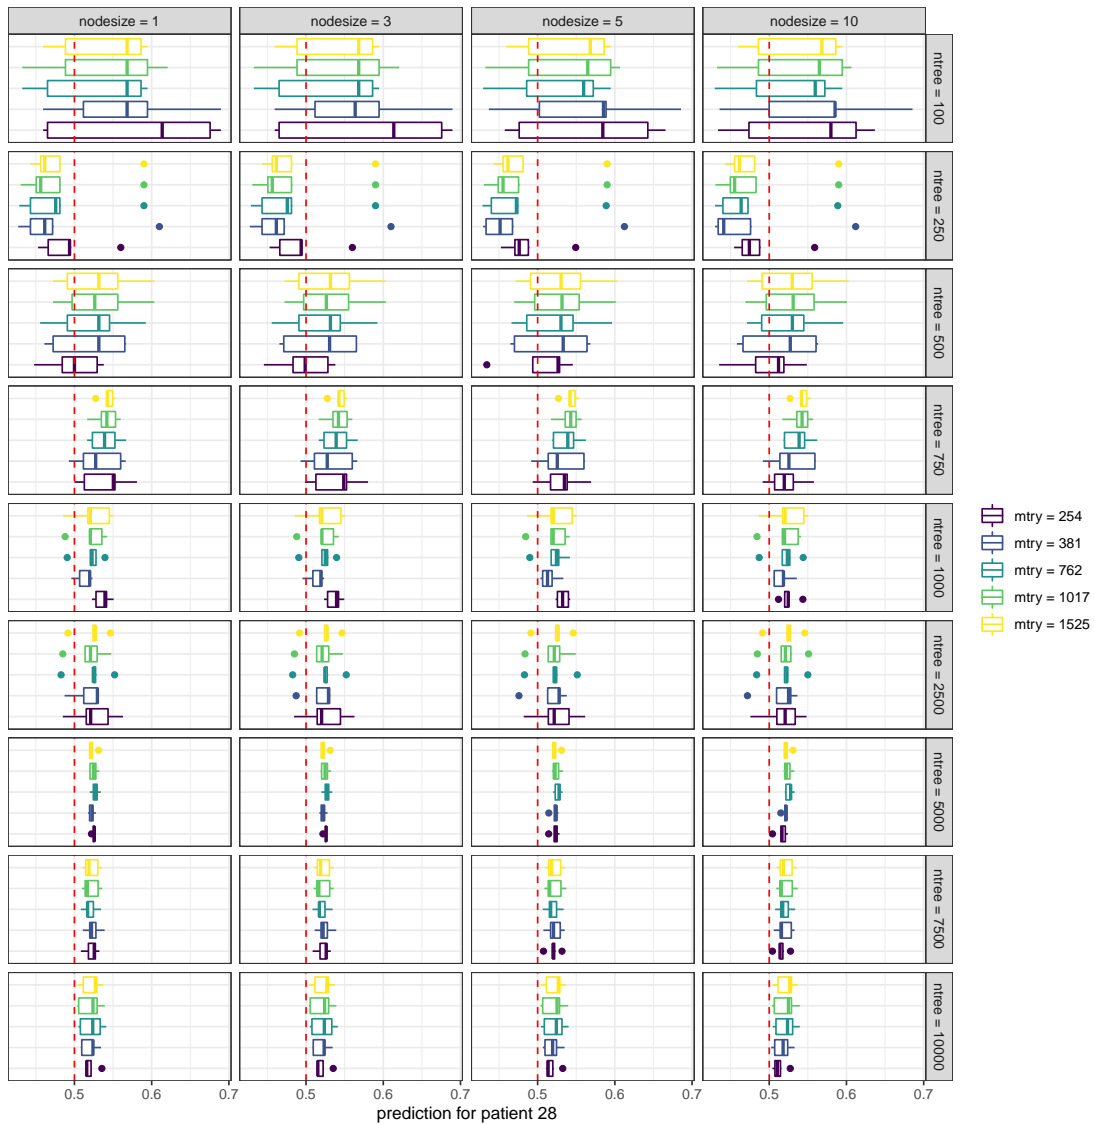 nodesize = 1
nodesize = 3
nodesize = 5
nodesize = 10
ntree = 100
ntree = 250
ntree = 500
ntree = 750
ntree = 1000
ntree = 2500
ntree = 5000
ntree = 7500
ntree = 10000
mtry = 254
mtry = 381
mtry = 762
mtry = 1017
mtry = 1525
0.5 0.6 0.7 0.5 0.6 0.7 0.5 0.6 0.7 0.5 0.6 0.7
prediction for patient 28